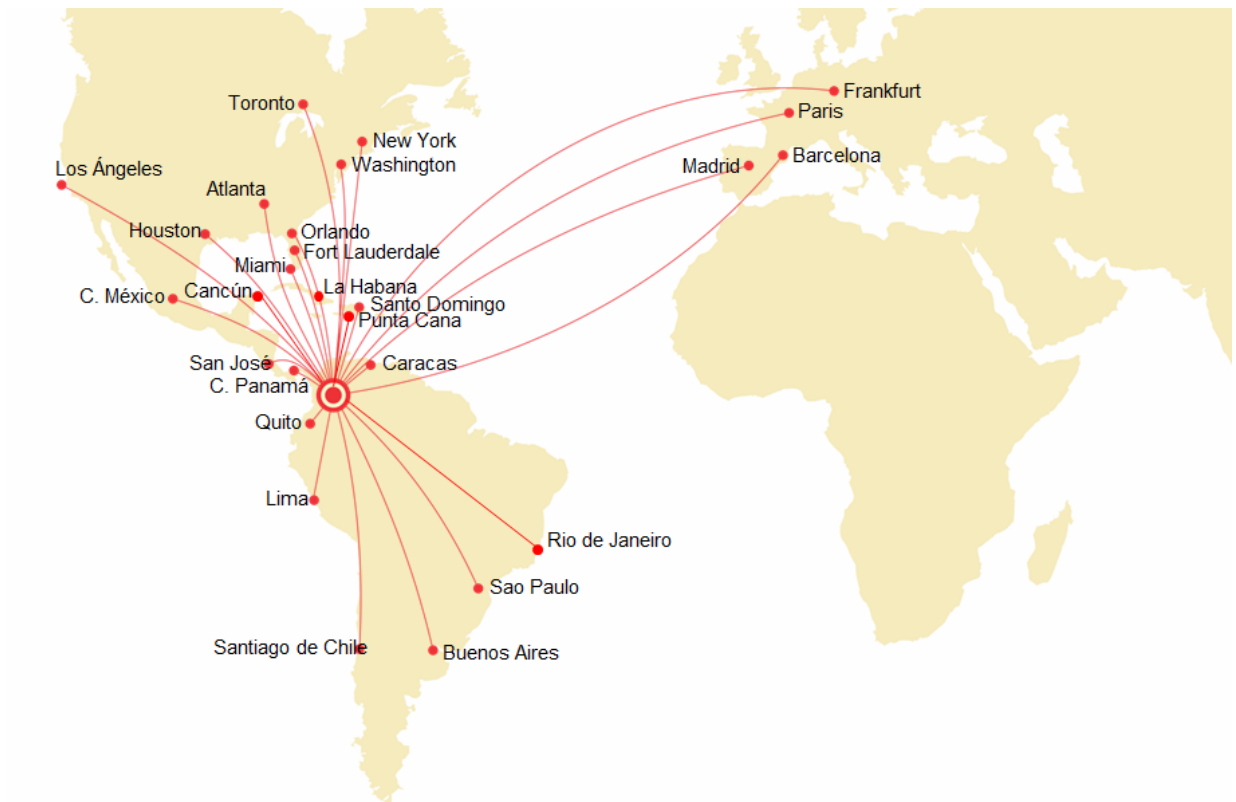 Frankfurt
Toronto
Paris
New York
Barcelona
Washington
Madrid
Los Ángeles
Atlanta
Houston
Orlando
Fort Lauderdale
Miami
La Habana
Cancún
C. México
Santo Domingo
Punta Cana
San José
Caracas
C. Panamá
Quito
Lima
Rio de Janeiro
Sao Paulo
Santiago de Chile
Buenos Aires